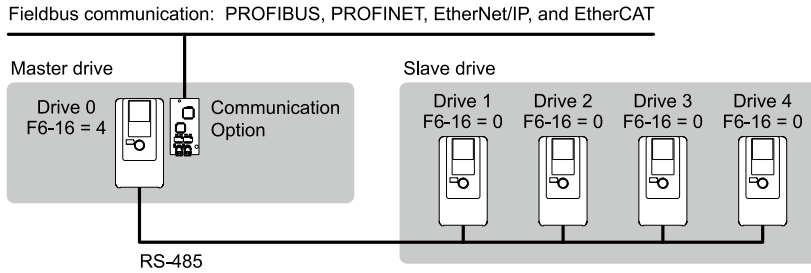 Fieldbus communication: PROFIBUS, PROFINET, EtherNet/IP, and EtherCAT
Master drive
Drive 0
F6-16 = 4
Communication
Option
Slave drive
Drive 1
F6-16 = 0
Drive 2
F6-16 = 0
Drive 3
F6-16 = 0
Drive 4
F6-16 = 0
RS-485